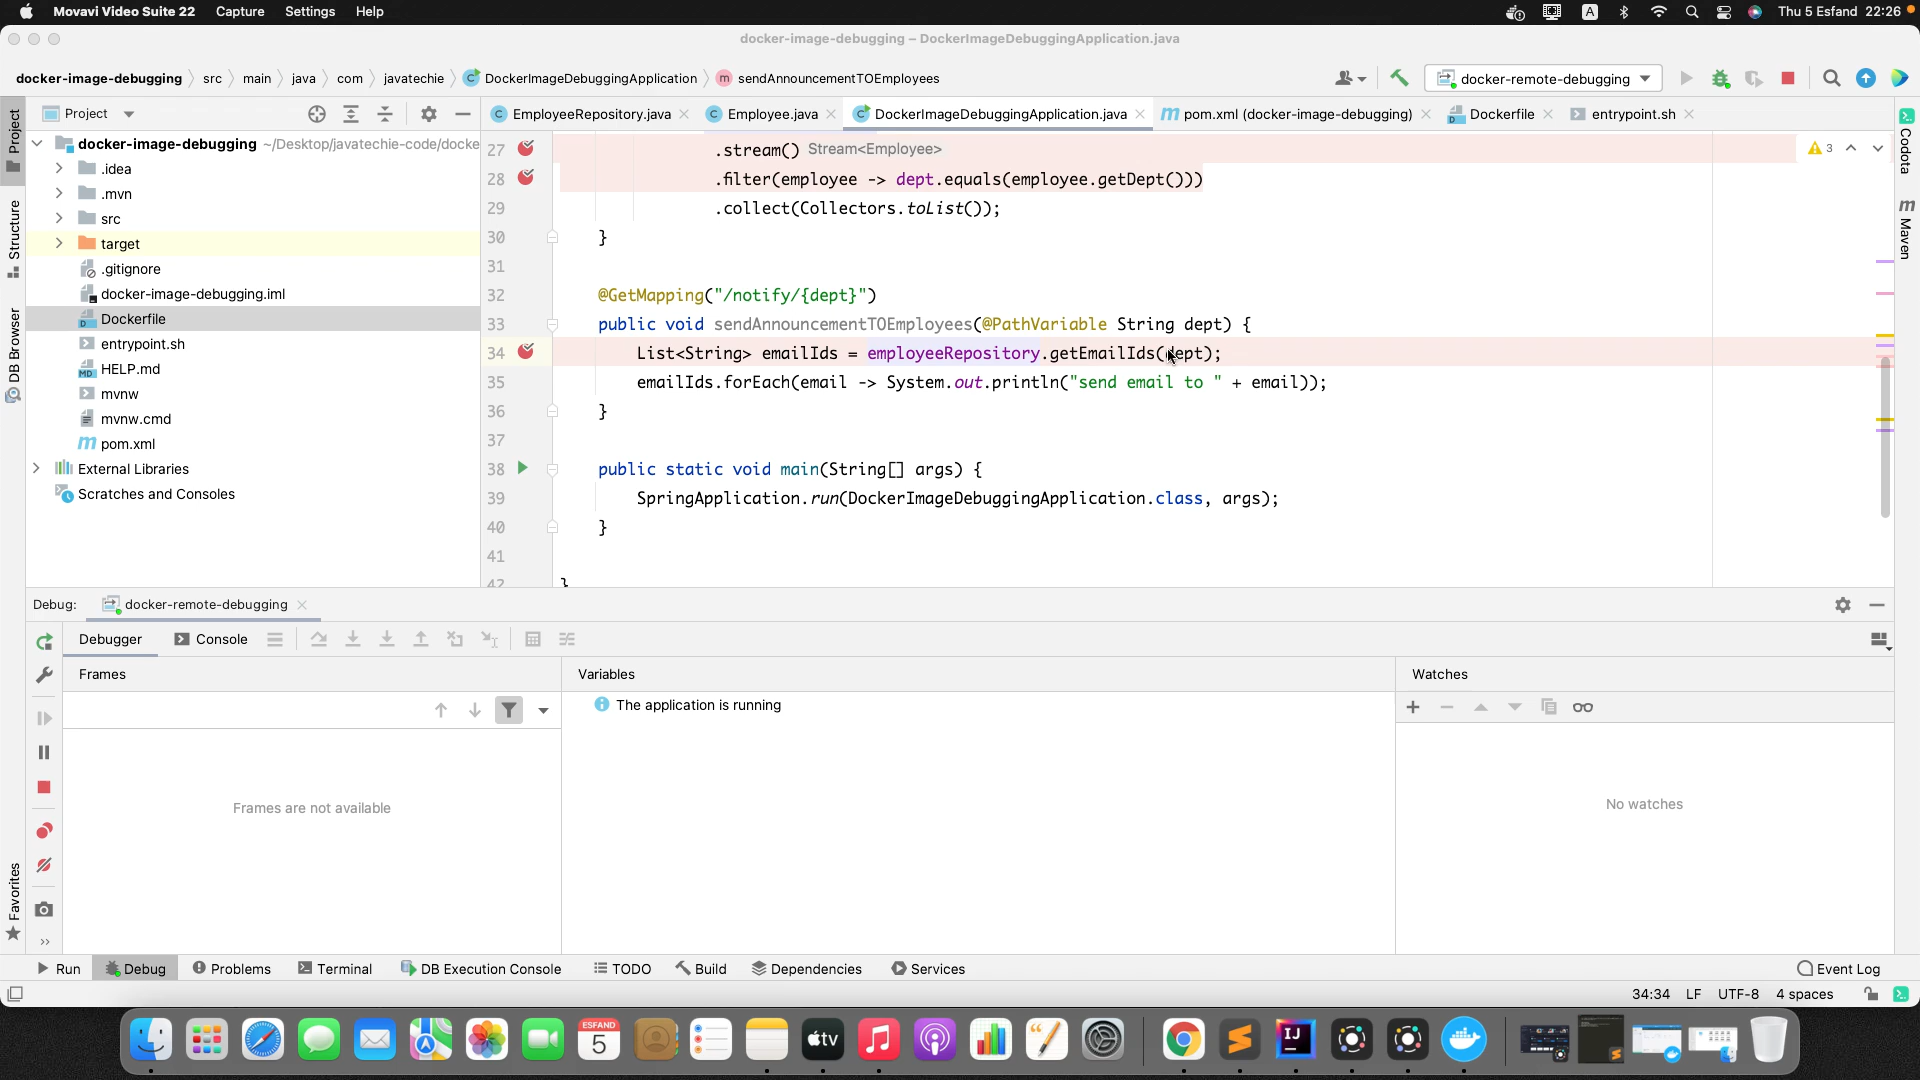 Movavi Video Suite 22 Capture Settings Help A Thu 5 Esfand 22:26
docker-image-debugging – DockerImageDebuggingApplication.java
docker-image-debugging src main java com javatechie DockerImageDebuggingApplication sendAnnouncementTOEmployees docker-remote-debugging
Project EmployeeRepository.java Employee.java DockerImageDebuggingApplication.java pom.xml (docker-image-debugging) Dockerfile entrypoint.sh
Project
Structure
DB Browser
Favorites
Codota
Maven
docker-image-debugging ~/Desktop/javatechie-code/docke
.idea
.mvn
src
target
.gitignore
docker-image-debugging.iml
Dockerfile
entrypoint.sh
HELP.md
mvnw
mvnw.cmd
pom.xml
External Libraries
Scratches and Consoles
27 .stream() Stream<Employee> 3
28 .filter(employee -> dept.equals(employee.getDept()))
29 .collect(Collectors.toList());
30 }
31
32 @GetMapping("/notify/{dept}")
33 public void sendAnnouncementTOEmployees(@PathVariable String dept) {
34 List<String> emailIds = employeeRepository.getEmailIds(dept);
35 emailIds.forEach(email -> System.out.println("send email to " + email));
36 }
37
38 public static void main(String[] args) {
39 SpringApplication.run(DockerImageDebuggingApplication.class, args);
40 }
41
42 }
Debug: docker-remote-debugging
Debugger Console
Frames Variables Watches
The application is running
Frames are not available
No watches
Run Debug Problems Terminal DB Execution Console TODO Build Dependencies Services Event Log
34:34 LF UTF-8 4 spaces
ESFAND
5
tv
IJ